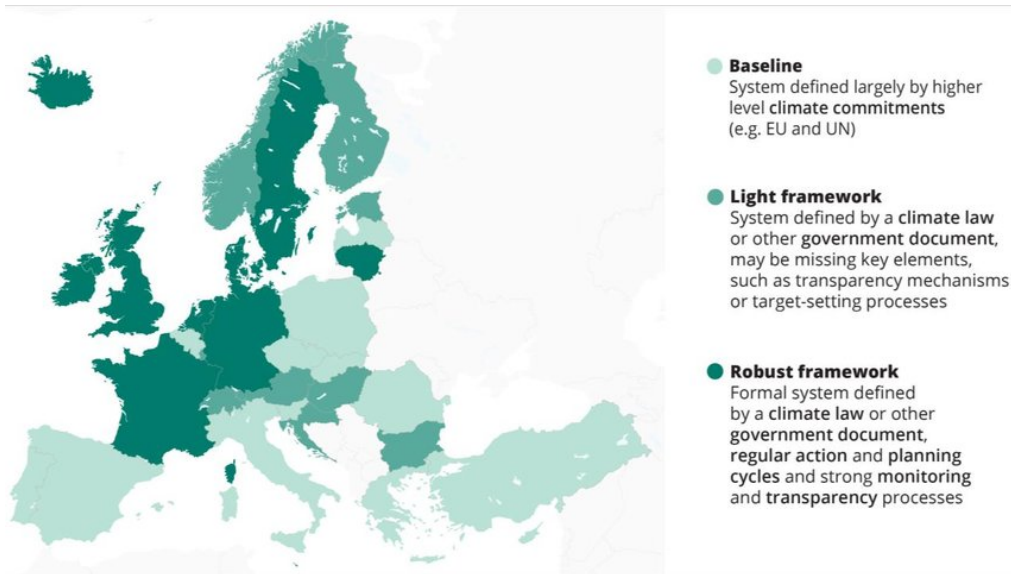 Baseline
System defined largely by higher
level climate commitments
(e.g. EU and UN)
Light framework
System defined by a climate law
or other government document,
may be missing key elements,
such as transparency mechanisms
or target-setting processes
Robust framework
Formal system defined
by a climate law or other
government document,
regular action and planning
cycles and strong monitoring
and transparency processes